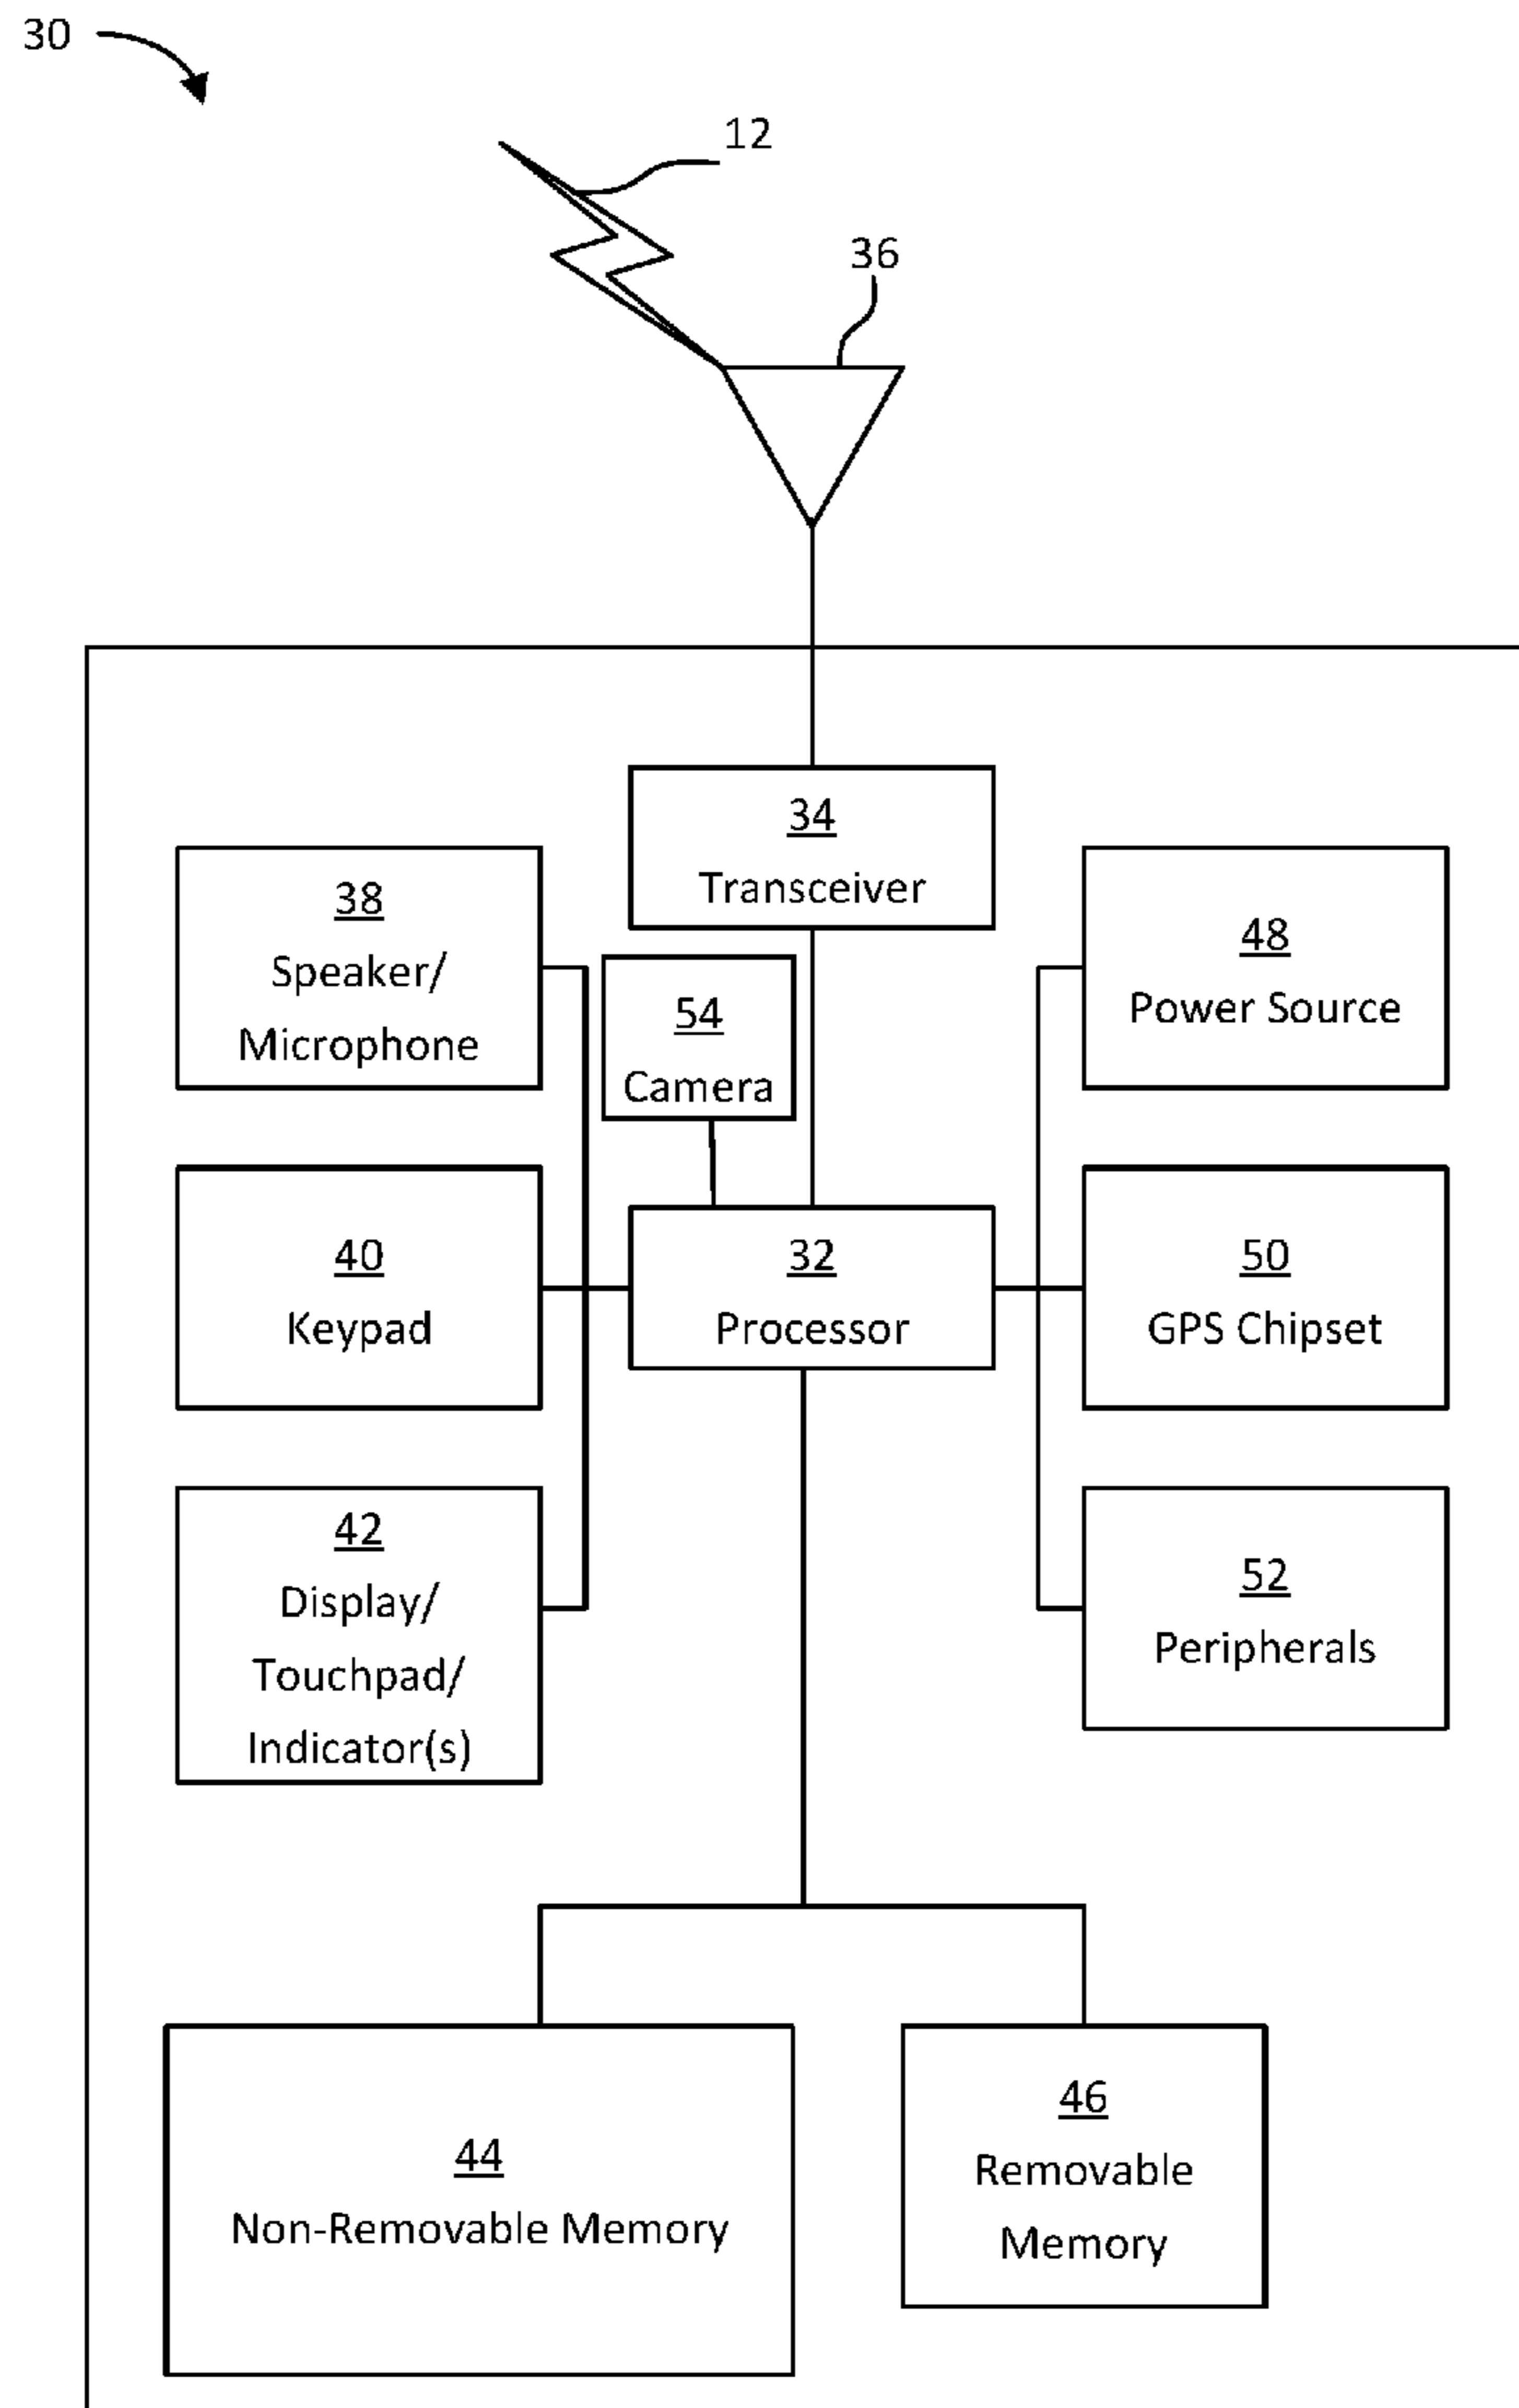 30
12
36
34
Transceiver
38
Speaker/
Microphone
54
Camera
48
Power Source
40
Keypad
32
Processor
50
GPS Chipset
42
Display/
Touchpad/
Indicator(s)
52
Peripherals
44
Non-Removable Memory
46
Removable
Memory